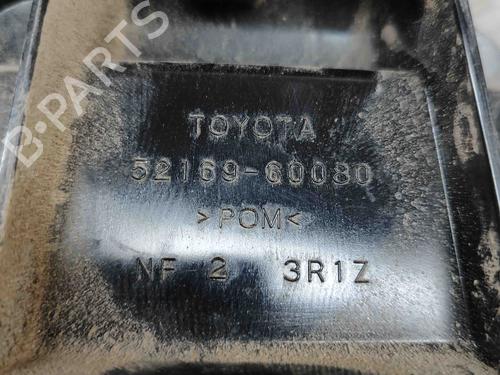 B-PARTS
TOYOTA
52169-60080
>POM<
NF 2 3R1Z